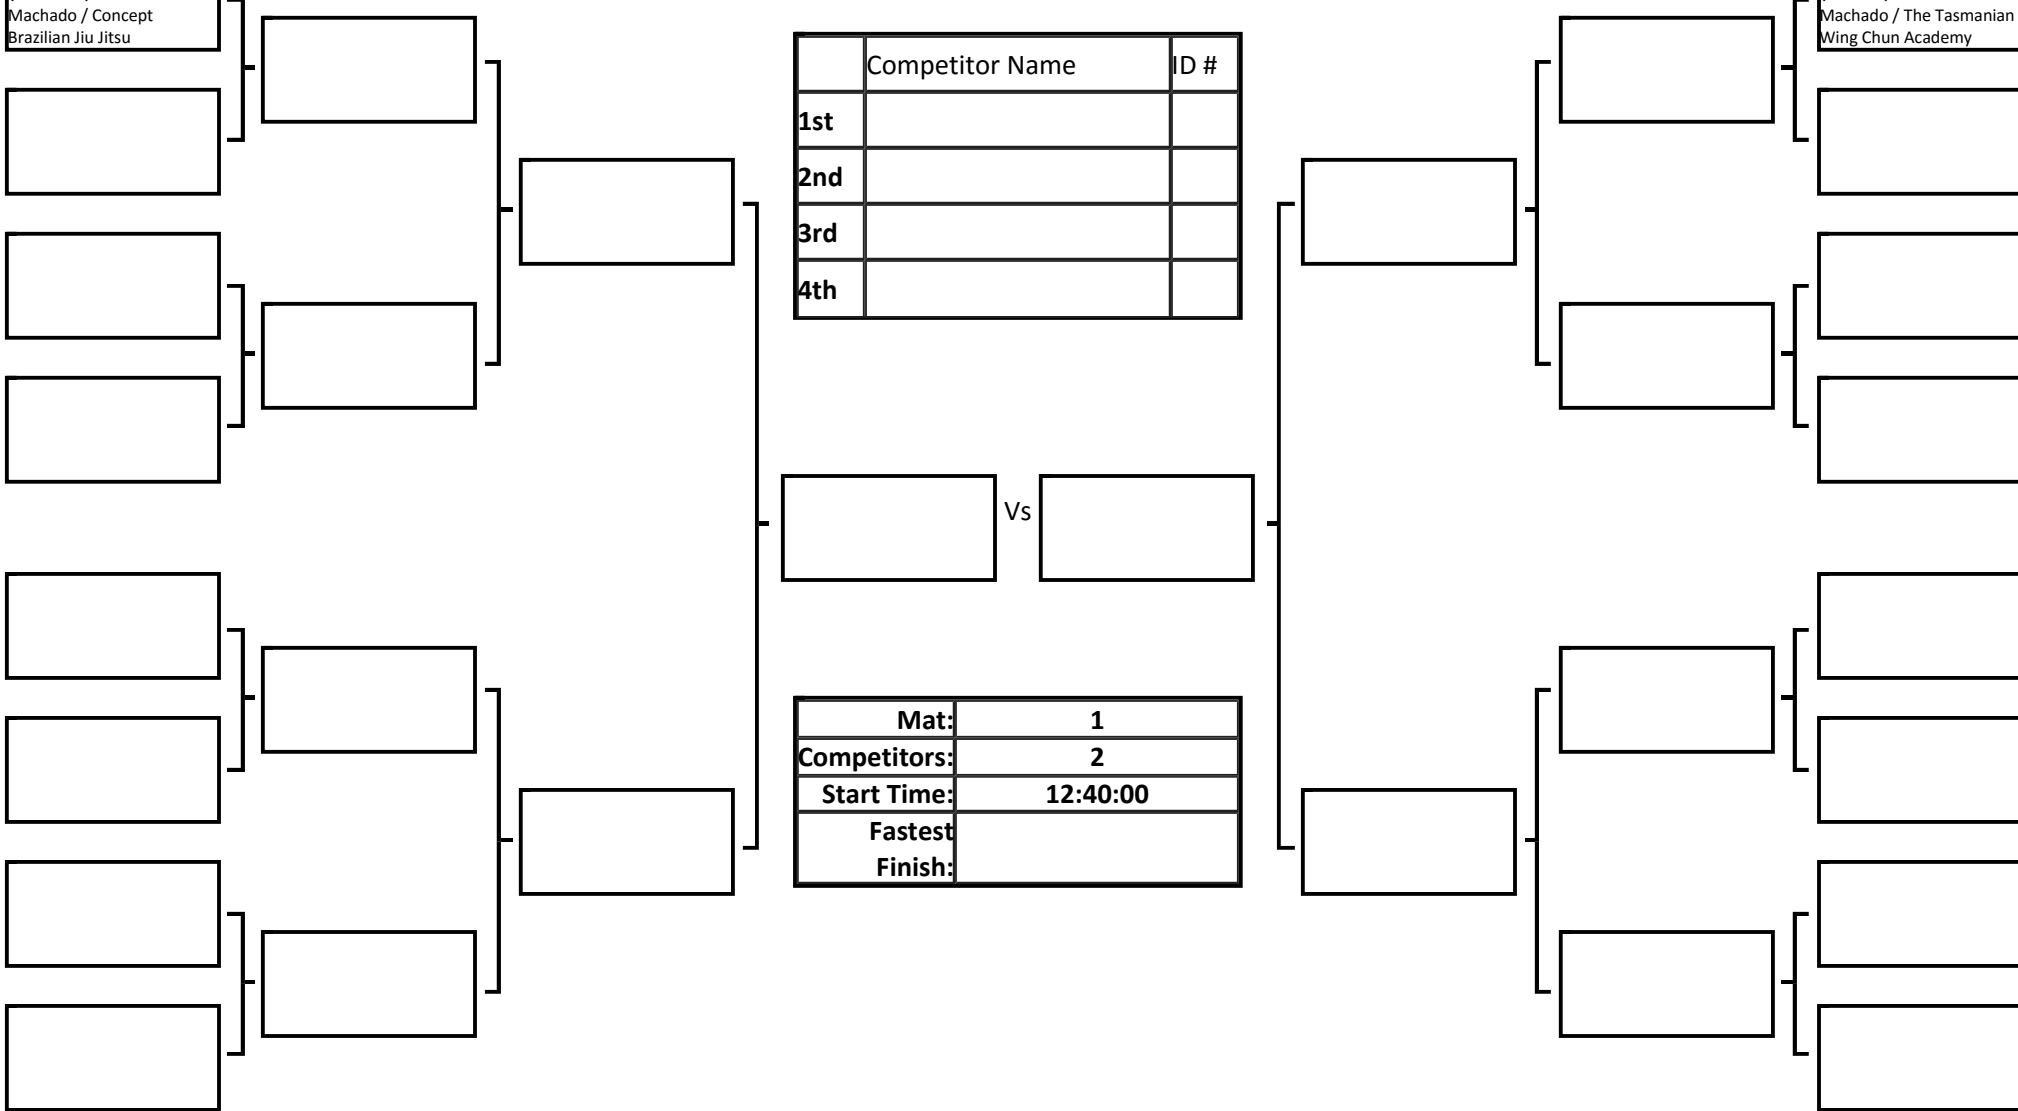 Machado / Concept
Brazilian Jiu Jitsu
Machado / The Tasmanian
Wing Chun Academy
Competitor Name ID #
1st
2nd
3rd
4th
Vs
Mat: 1
Competitors: 2
Start Time: 12:40:00
Fastest
Finish: